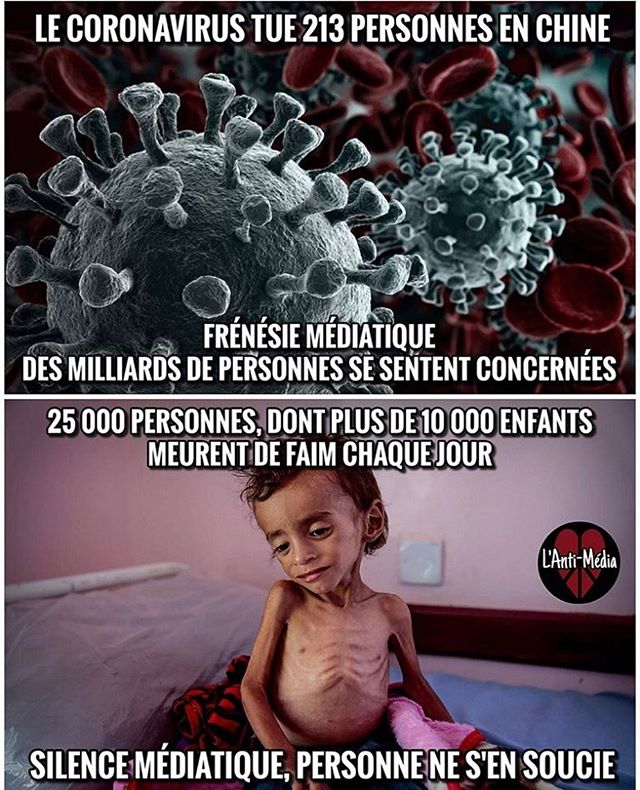 LE CORONAVIRUS TUE 213 PERSONNES EN CHINE
FRÉNÉSIE MÉDIATIQUE
DES MILLIARDS DE PERSONNES SE SENTENT CONCERNÉES
25 000 PERSONNES, DONT PLUS DE 10 000 ENFANTS
MEURENT DE FAIM CHAQUE JOUR
L'Anti-Média
SILENCE MÉDIATIQUE, PERSONNE NE S'EN SOUCIE